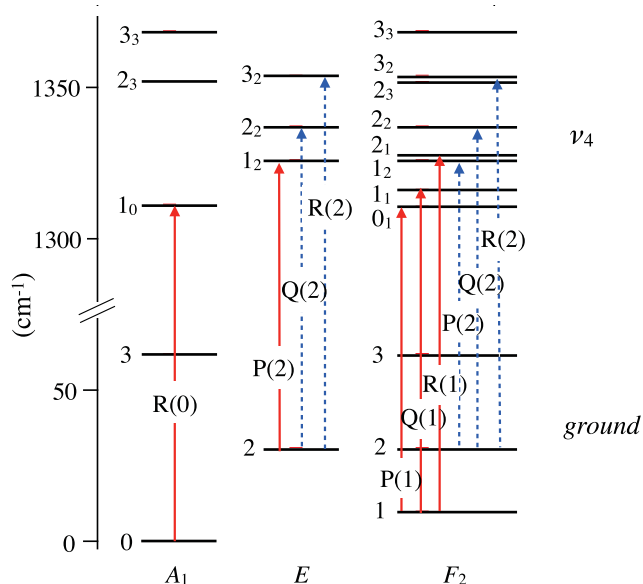 3₃
2₃
1350
1₀
1300
(cm⁻¹)
3
50
R(0)
0
0
A₁
3₂
2₂
1₂
R(2)
Q(2)
P(2)
2
E
3₃
3₂
2₃
2₂
2₁
1₂
1₁
0₁
R(2)
Q(2)
P(2)
3
R(1)
Q(1)
2
P(1)
1
F₂
ν₄
ground